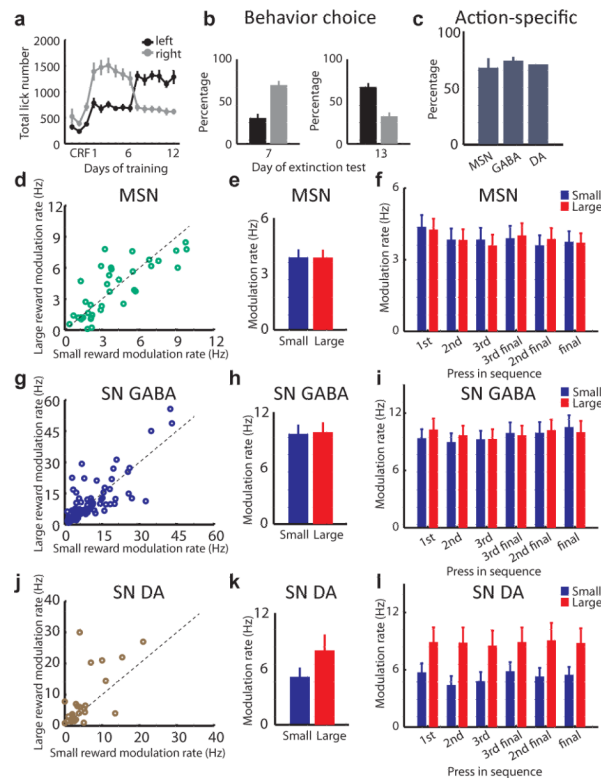 a
Total lick number
2000
1500
1000
500
0
left
right
CRF 1 6 12
Days of training
b
Behavior choice
Percentage
100
50
0
7
Percentage
100
50
0
13
Day of extinction test
c
Action-specific
Percentage
100
50
0
MSN GABA DA
d
MSN
Large reward modulation rate (Hz)
12
9
6
3
0
0 3 6 9 12
Small reward modulation rate (Hz)
e
MSN
Modulation rate (Hz)
6
3
0
Small Large
f
MSN
Small
Large
Modulation rate (Hz)
6
4
2
0
1st 2nd 3rd 3rd final 2nd final final
Press in sequence
g
SN GABA
Large reward modulation rate (Hz)
60
45
30
15
0
0 15 30 45 60
Small reward modulation rate (Hz)
h
SN GABA
Modulation rate (Hz)
12
6
0
Small Large
i
SN GABA
Small
Large
Modulation rate (Hz)
12
6
0
1st 2nd 3rd 3rd final 2nd final final
Press in sequence
j
SN DA
Large reward modulation rate (Hz)
40
30
20
10
0
0 10 20 30 40
Small reward modulation rate (Hz)
k
SN DA
Modulation rate (Hz)
12
8
4
0
Small Large
l
SN DA
Small
Large
Modulation rate (Hz)
12
6
0
1st 2nd 3rd 3rd final 2nd final final
Press in sequence